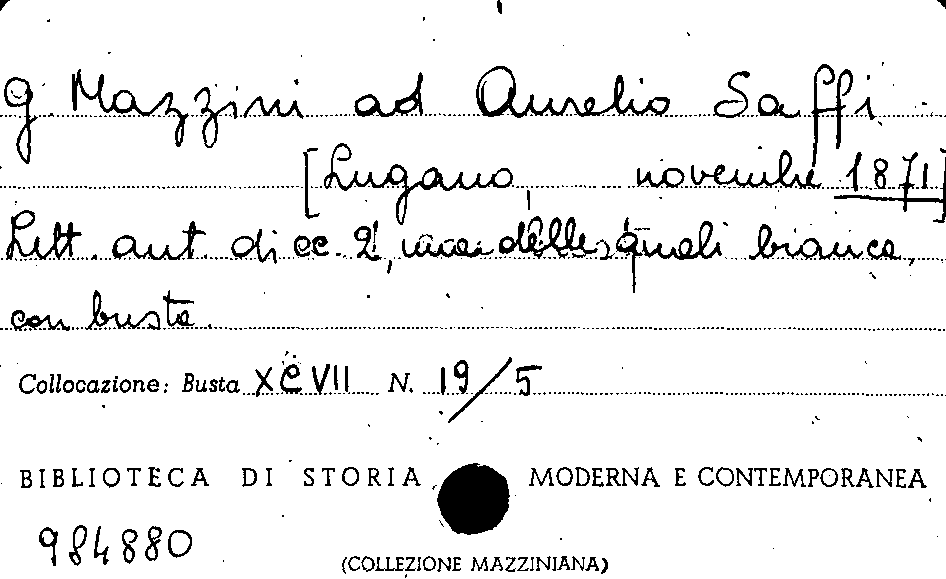 G. Mazzini ad Aurelio Saffi
[Lugano, novembre 1871]
Lett. aut. di cc. 2, una delle quali bianca,
con busta.
Collocazione: Busta XCVII N. 19/5
BIBLIOTECA DI STORIA MODERNA E CONTEMPORANEA
984880
(COLLEZIONE MAZZINIANA)